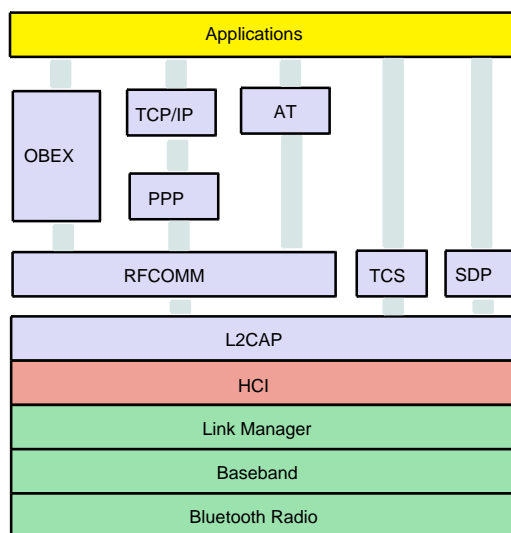 Applications
TCP/IP
AT
OBEX
PPP
RFCOMM
TCS
SDP
L2CAP
HCI
Link Manager
Baseband
Bluetooth Radio